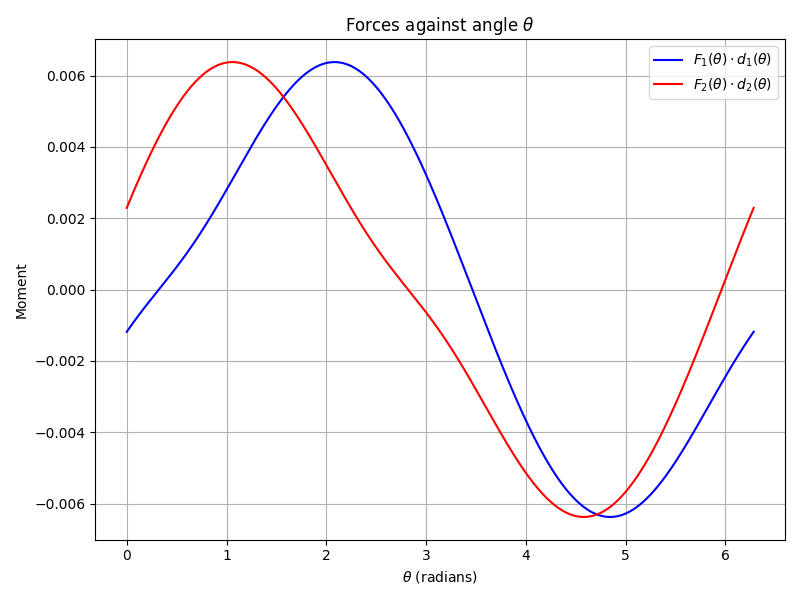 Forces against angle θ
F₁(θ) · d₁(θ)
F₂(θ) · d₂(θ)
Moment
0.006
0.004
0.002
0.000
−0.002
−0.004
−0.006
0 1 2 3 4 5 6
θ (radians)